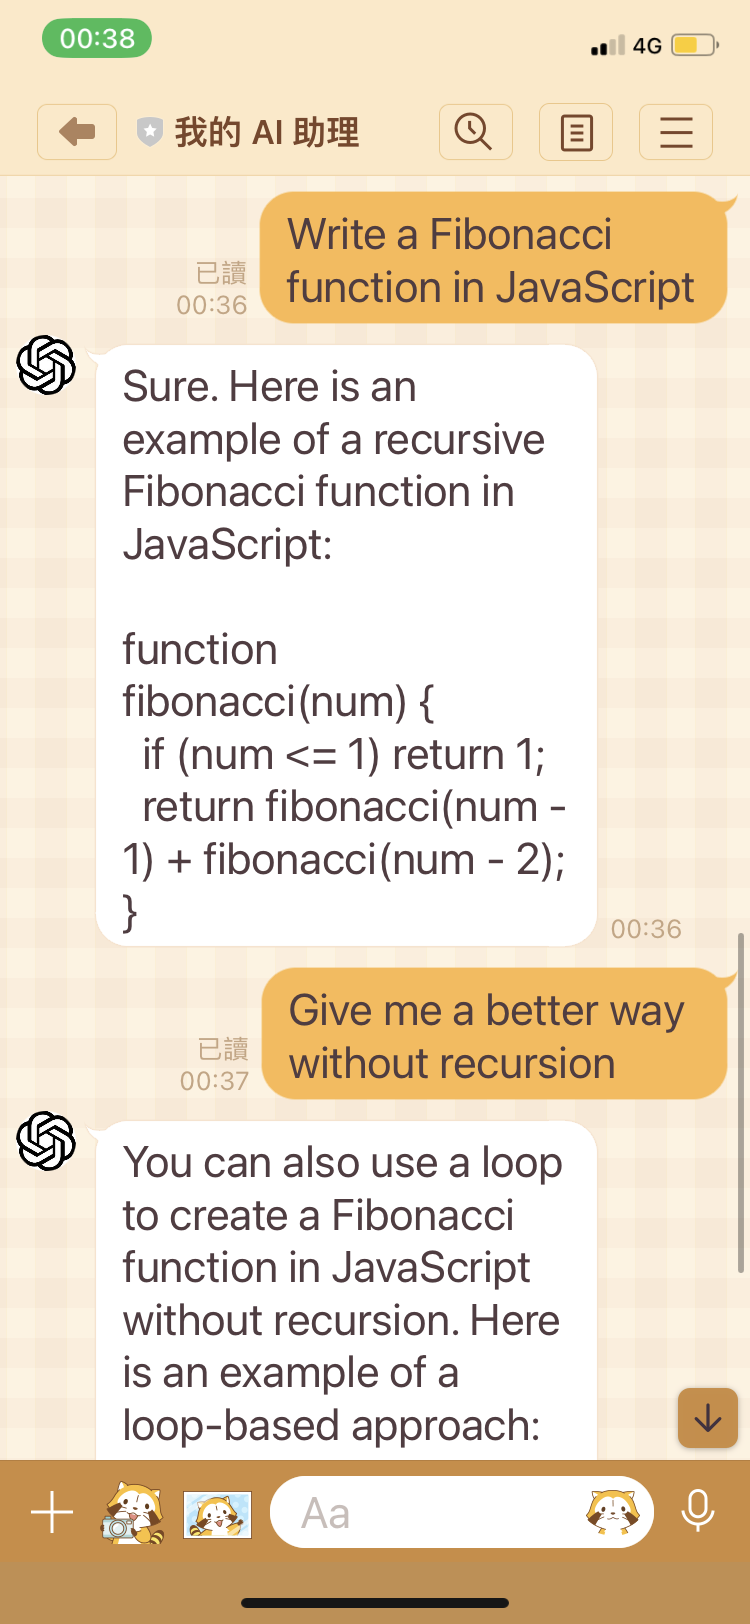 00:38
4G
我的 AI 助理
Write a Fibonacci
function in JavaScript
已讀
00:36
Sure. Here is an
example of a recursive
Fibonacci function in
JavaScript:
function
fibonacci(num) {
  if (num <= 1) return 1;
  return fibonacci(num -
1) + fibonacci(num - 2);
}
00:36
Give me a better way
without recursion
已讀
00:37
You can also use a loop
to create a Fibonacci
function in JavaScript
without recursion. Here
is an example of a
loop-based approach:
Aa